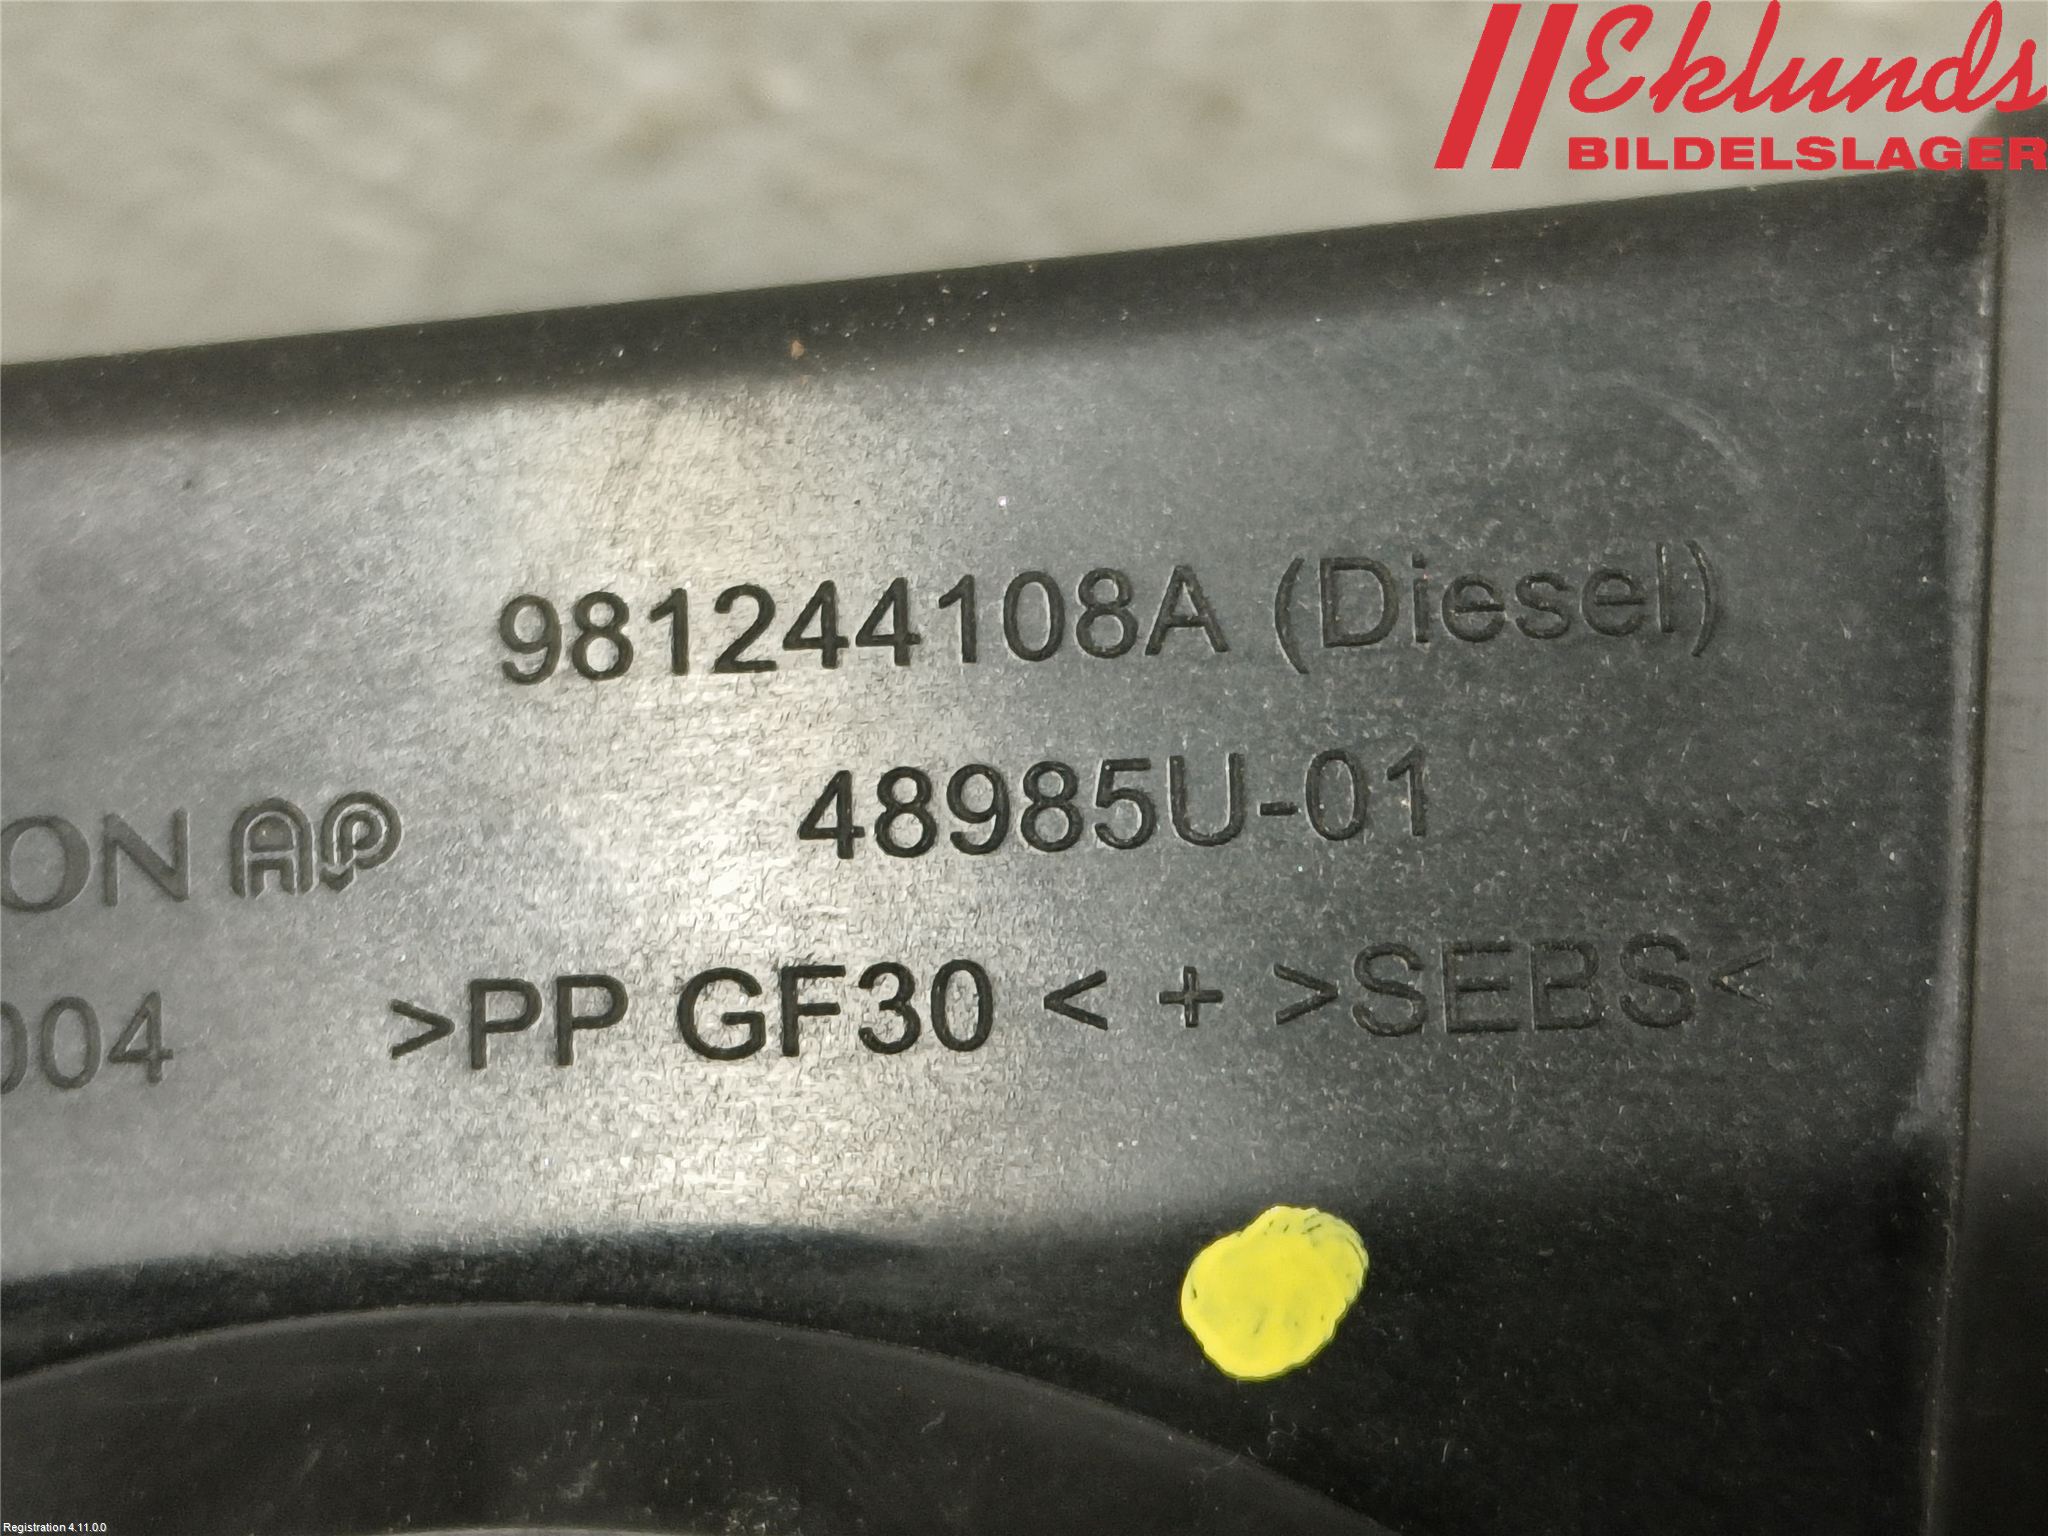 Eklunds
BILDELSLAGER
981244108A (Diesel)
48985U-01
ON AP
004
>PP GF30 < + >SEBS<
Registration 4.11.0.0